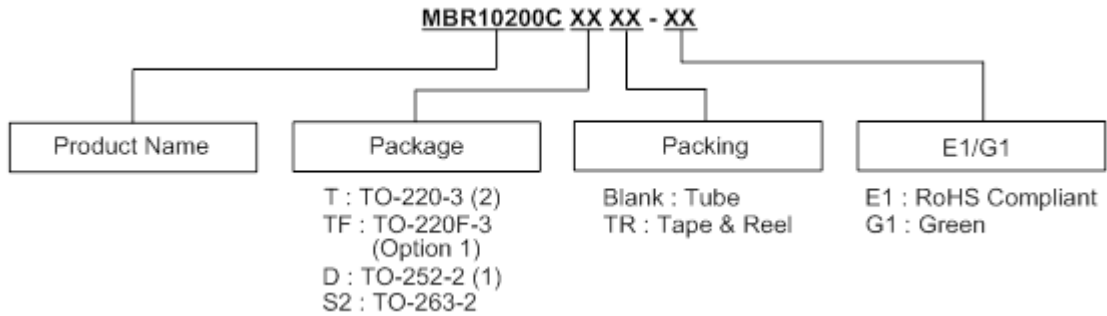 MBR10200C XX XX - XX
Product Name
Package
Packing
E1/G1
T : TO-220-3 (2)
TF : TO-220F-3
(Option 1)
D : TO-252-2 (1)
S2 : TO-263-2
Blank : Tube
TR : Tape & Reel
E1 : RoHS Compliant
G1 : Green